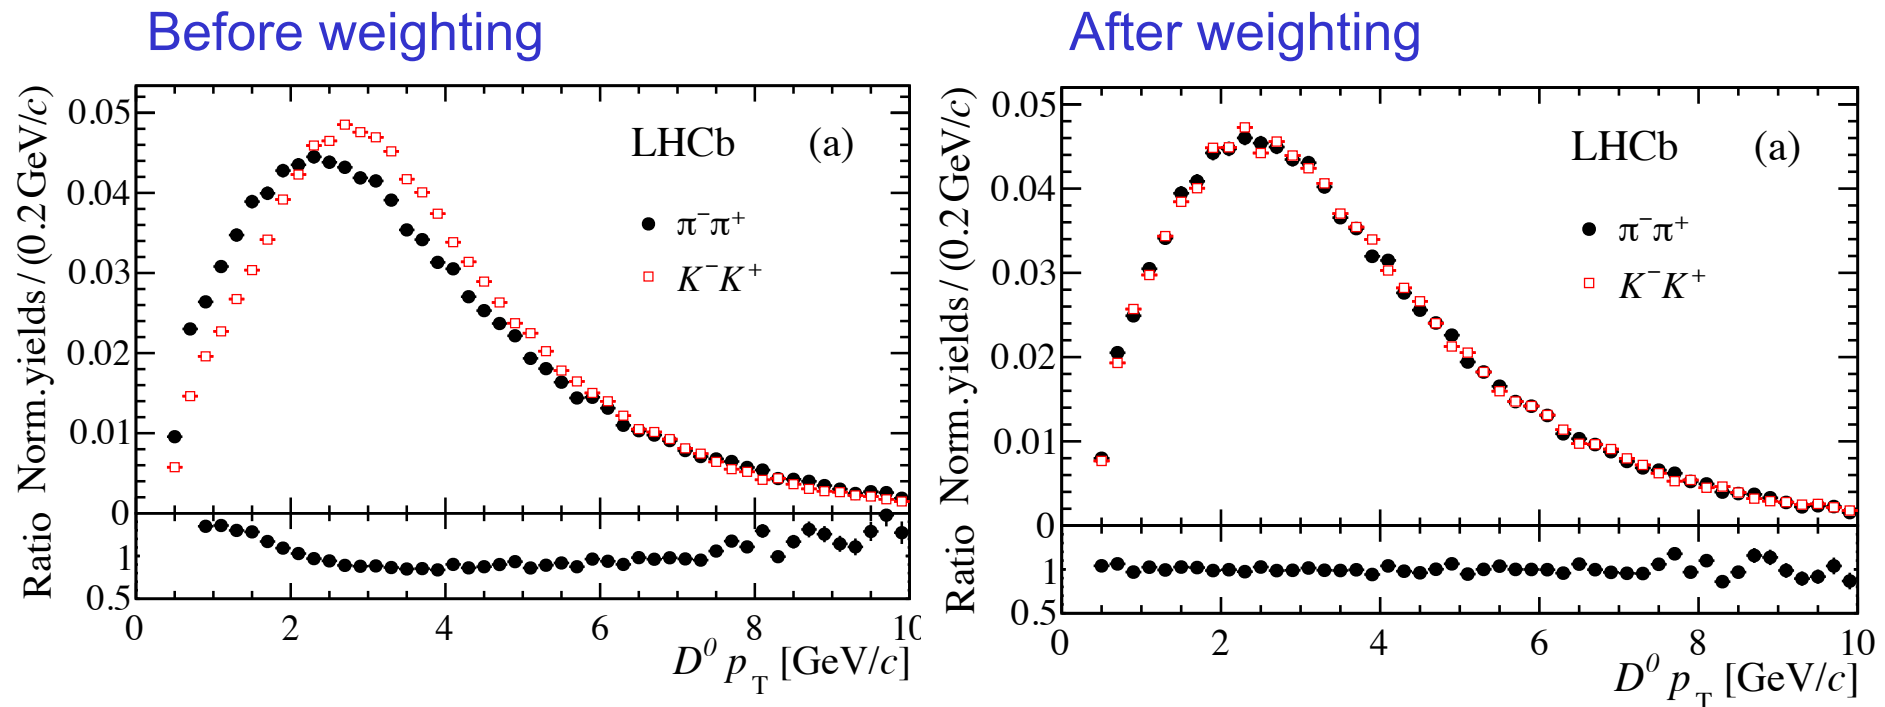 Before weighting
After weighting
Norm. yields / (0.2 GeV/c)
0.05
0.04
0.03
0.02
0.01
0
LHCb (a)
π⁻π⁺
K⁻K⁺
Ratio
1
0.5
0 2 4 6 8 10
D⁰ p_T [GeV/c]
Norm. yields / (0.2 GeV/c)
0.05
0.04
0.03
0.02
0.01
0
LHCb (a)
π⁻π⁺
K⁻K⁺
Ratio
1
0.5
0 2 4 6 8 10
D⁰ p_T [GeV/c]